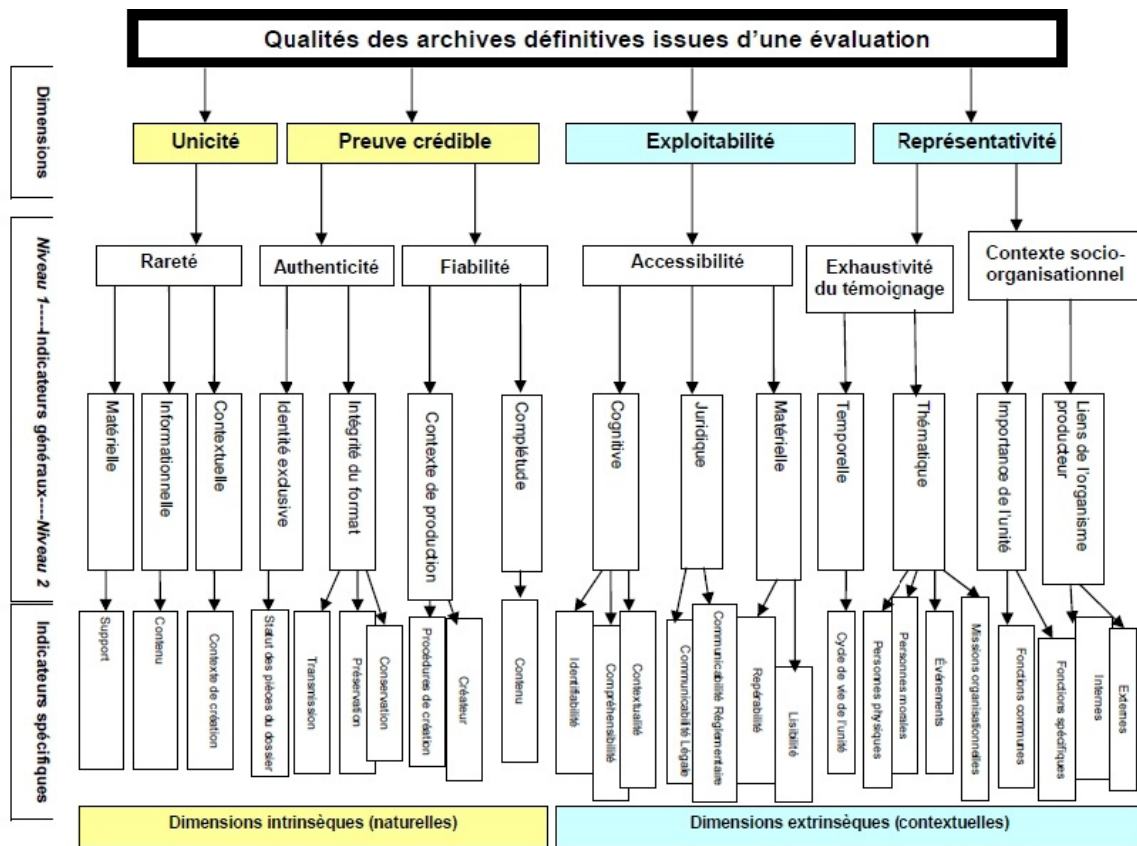 Qualités des archives définitives issues d'une évaluation
Dimensions
Unicité
Preuve crédible
Exploitabilité
Représentativité
Niveau 1----Indicateurs généraux----Niveau 2
Rareté
Authenticité
Fiabilité
Accessibilité
Exhaustivité
du témoignage
Contexte socio-
organisationnel
Matérielle
Informationnelle
Contextuelle
Identité exclusive
Intégrité du format
Contexte de production
Complétude
Cognitive
Juridique
Matérielle
Temporelle
Thématique
Importance de l'unité
Liens de l'organisme
producteur
Indicateurs spécifiques
Support
Contenu
Contexte de création
Statut des pièces du dossier
Transmission
Préservation
Conservation
Procédures de création
Créateur
Contenu
Identifiabilité
Compréhensibilité
Contextualité
Communicabilité Légale
Communicabilité Réglementaire
Repérabilité
Lisibilité
Cycle de vie de l'unité
Personnes physiques
Personnes morales
Événements
Missions organisationnelles
Fonctions communes
Fonctions spécifiques
Internes
Externes
Dimensions intrinsèques (naturelles)
Dimensions extrinsèques (contextuelles)